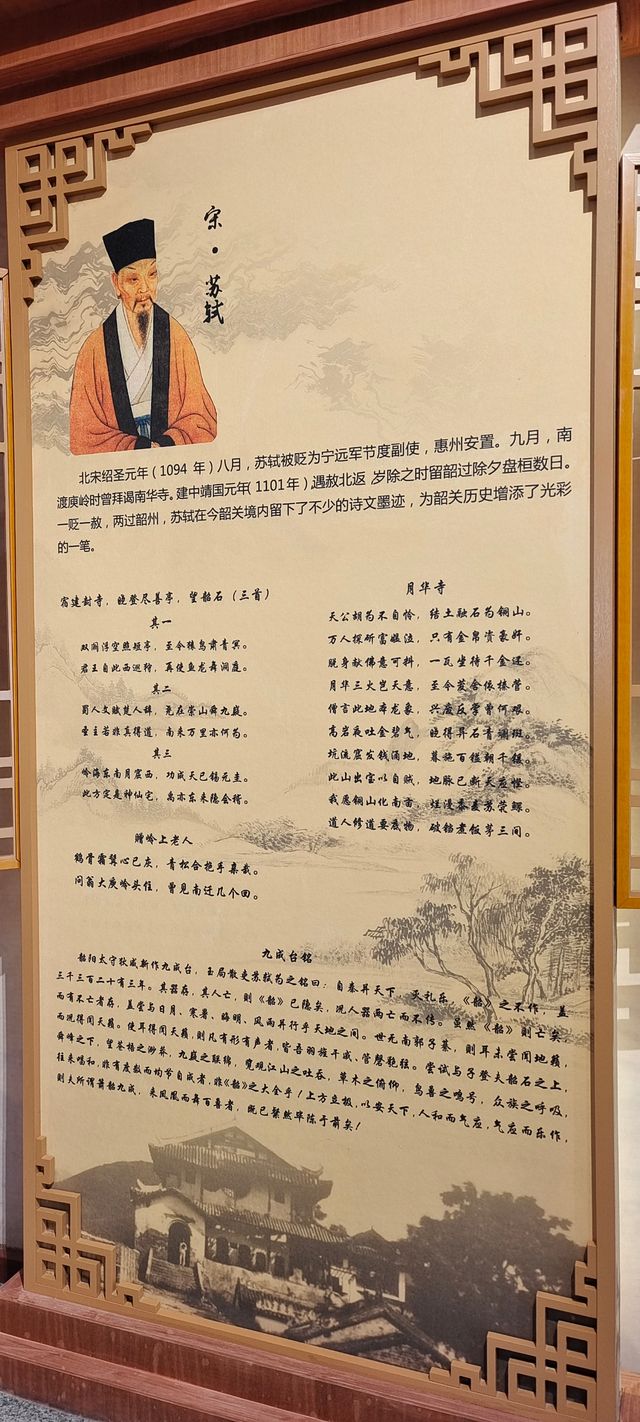 宋·苏轼
北宋绍圣元年(1094 年)八月,苏轼被贬为宁远军节度副使,惠州安置。九月,南
渡庾岭时曾拜谒南华寺。建中靖国元年(1101年),遇赦北返,岁除之时留韶过除夕盘桓数日。
一贬一赦,两过韶州,苏轼在今韶关境内留下了不少的诗文墨迹,为韶关历史增添了光彩
的一笔。
宿建封寺,晚登尽善亭,望韶石(三首)
其一
双阙浮空照短亭,至今猿鸟肃青冥。
君王自此西巡狩,再使鱼龙舞洞庭。
其二
蜀人文赋楚人辞,尧在崇山舜九嶷。
圣主若非真得道,南来万里亦何为。
其三
岭海东南月窟西,功成天已锡元圭。
此方定是神仙宅,禹亦东来隐会稽。
赠岭上老人
鹤骨霜髯心已灰,青松合抱手亲栽。
问翁大庾岭头住,曾见南迁几个回。
月华寺
天公胡为不自怜,结土融石为铜山。
万人探斫富媪泣,只有金帛资豪奸。
脱身献佛意可料,一瓦坐待千金还。
月华三火岂天意,至今茇舍依榛菅。
僧言此地本龙象,兴废反掌曾何艰。
高岩夜吐金碧气,晓得异石青斓斑。
坑流窟发钱涌地,暮施百镒朝千锾。
此山出宝以自贼,地脉已断天应悭。
我愿铜山化南亩,烂漫黍麦苏茕鳏。
道人修道要底物,破铛煮饭茅三间。
九成台铭
韶阳太守狄咸新作九成台,玉局散吏苏轼为之铭曰:自秦并天下,灭礼乐,《韶》之不作,盖
三千三百二十有三年。其器存,其人亡,则《韶》已隐矣,况人器两亡而不传。虽然《韶》则亡矣,
而有不亡者存,盖尝与日月、寒暑、晦明、风雨并行乎天地之间。世无南郭子綦,则耳未尝闻地籁,
而况得闻天籁。使耳得闻天籁,则凡有形有声者,皆吾羽旄干戚、管磬匏弦。尝试与子登夫韶石之上,
舜峰之下,望苍梧之渺莽,九嶷之联绵,览观江山之吐吞,草木之俯仰,鸟兽之鸣号,众族之呼吸,
往来唱和,非有度数而均节自成者,非《韶》之大全乎!上方立极,以安天下,人和而气应,气应而乐作,
则夫所谓箫韶九成,来凤凰而舞百兽者,既已粲然毕陈于前矣!